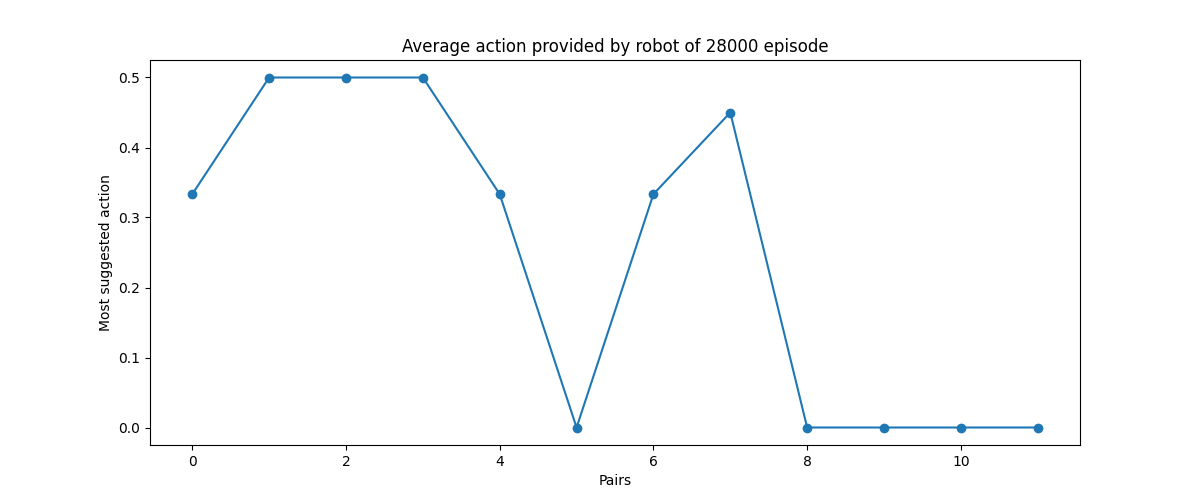 Average action provided by robot of 28000 episode
Most suggested action
0.5
0.4
0.3
0.2
0.1
0.0
0 2 4 6 8 10
Pairs